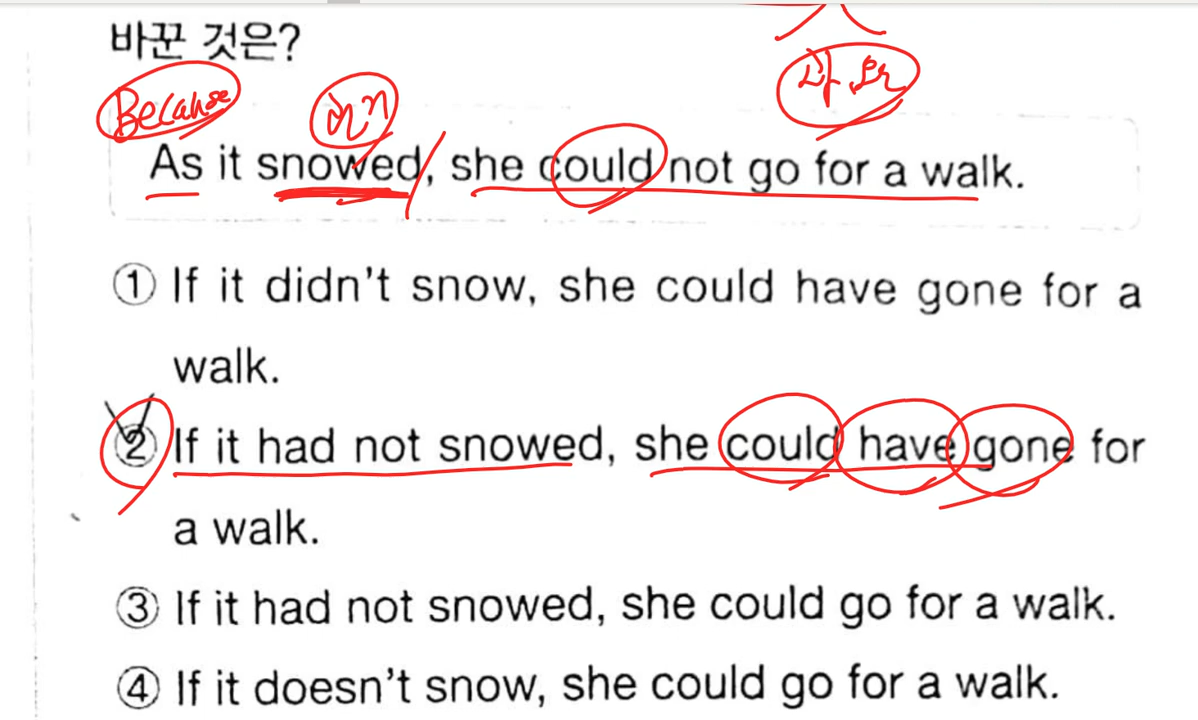 바꾼 것은?
Because
As it snowed, she could not go for a walk.
① If it didn't snow, she could have gone for a
walk.
② If it had not snowed, she could have gone for
a walk.
③ If it had not snowed, she could go for a walk.
④ If it doesn't snow, she could go for a walk.